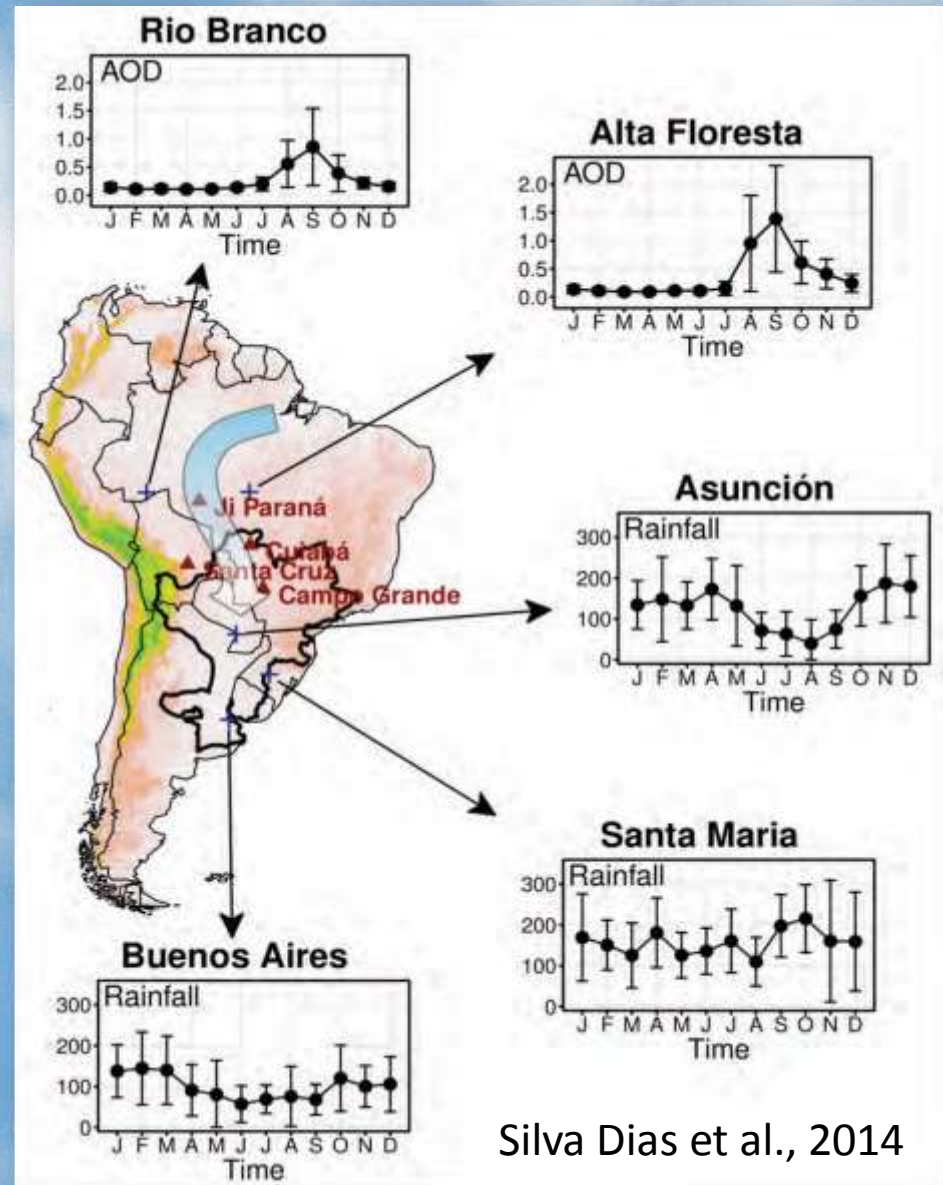 Rio Branco
AOD
2.0
1.5
1.0
0.5
0.0
J F M A M J J A S O N D
Time
Alta Floresta
AOD
2.0
1.5
1.0
0.5
0.0
J F M A M J J A S O N D
Time
Ji Paraná
Cuiabá
Santa Cruz
Campo Grande
Asunción
Rainfall
300
200
100
0
J F M A M J J A S O N D
Time
Santa Maria
Rainfall
300
200
100
0
J F M A M J J A S O N D
Time
Buenos Aires
Rainfall
300
200
100
0
J F M A M J J A S O N D
Time
Silva Dias et al., 2014